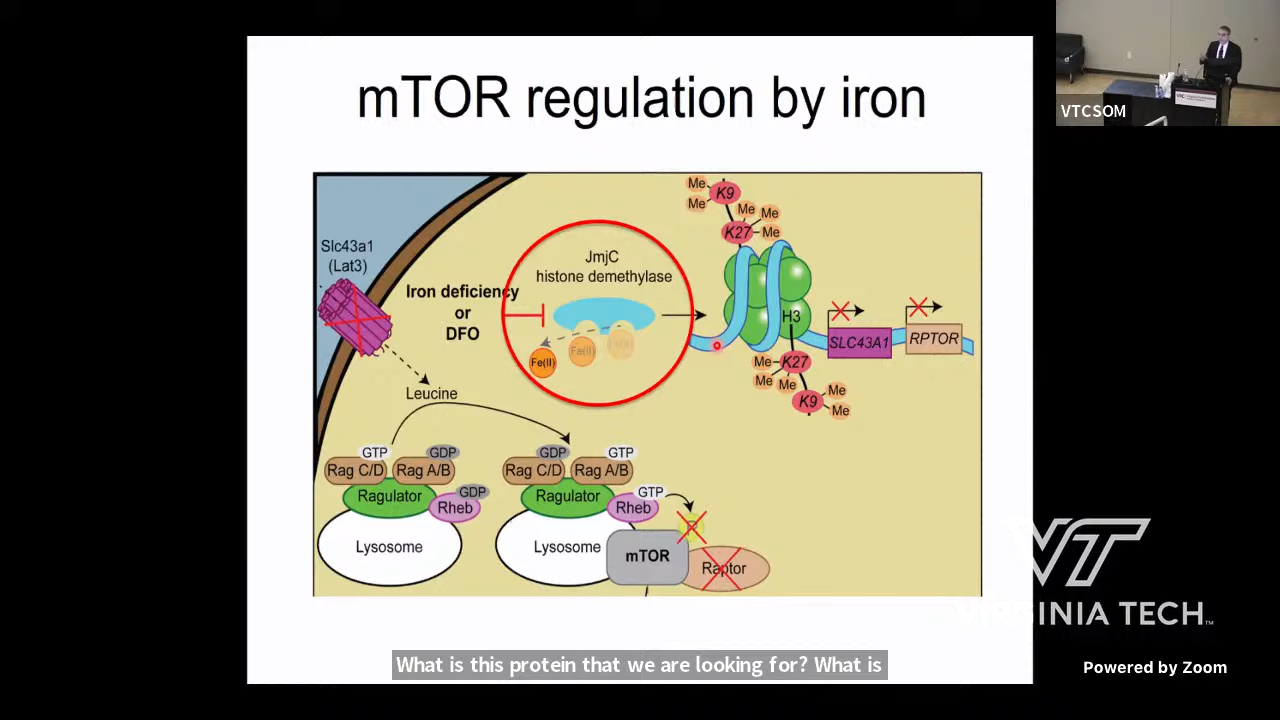 mTOR regulation by iron
VTCSOM
Slc43a1
(Lat3)
Iron deficiency
or
DFO
JmjC
histone demethylase
Fe(II)
Fe(II)
Me
Me
K9
Me
Me
K27
Me
H3
SLC43A1
RPTOR
Me
K27
Me
Me
Me
K9
Me
Leucine
GTP
GDP
Rag C/D
Rag A/B
Ragulator
GDP
Rheb
Lysosome
GDP
GTP
Rag C/D
Rag A/B
Ragulator
GTP
Rheb
Lysosome
mTOR
P
Raptor
VT
VIRGINIA TECH™
What is this protein that we are looking for? What is
Powered by Zoom